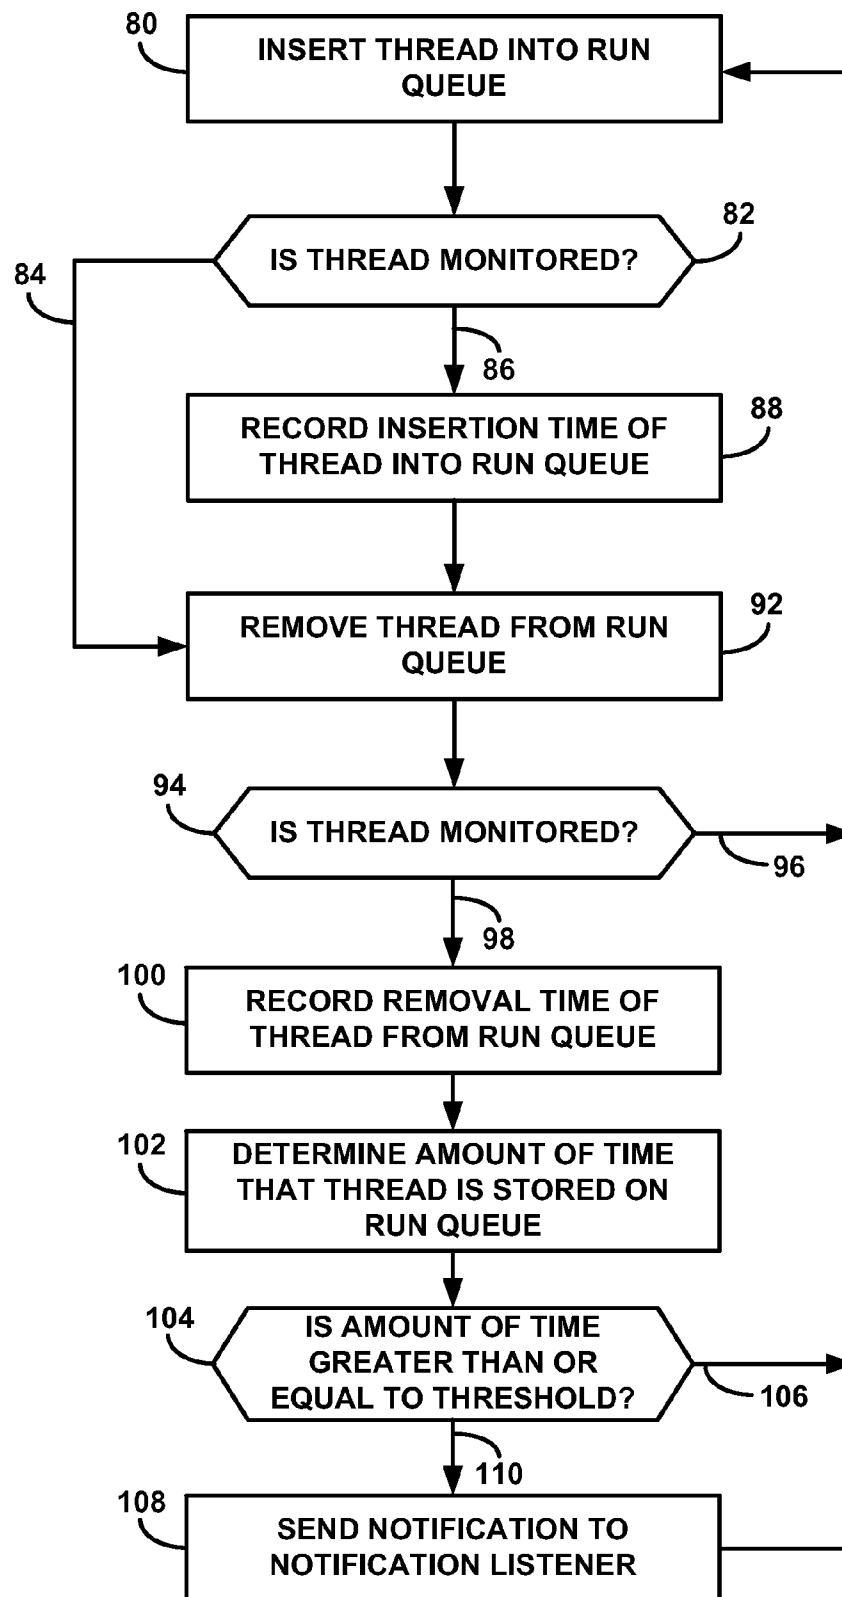 80
INSERT THREAD INTO RUN
QUEUE
82
IS THREAD MONITORED?
84
86
88
RECORD INSERTION TIME OF
THREAD INTO RUN QUEUE
92
REMOVE THREAD FROM RUN
QUEUE
94
IS THREAD MONITORED?
96
98
100
RECORD REMOVAL TIME OF
THREAD FROM RUN QUEUE
102
DETERMINE AMOUNT OF TIME
THAT THREAD IS STORED ON
RUN QUEUE
104
IS AMOUNT OF TIME
GREATER THAN OR
EQUAL TO THRESHOLD?
106
110
108
SEND NOTIFICATION TO
NOTIFICATION LISTENER